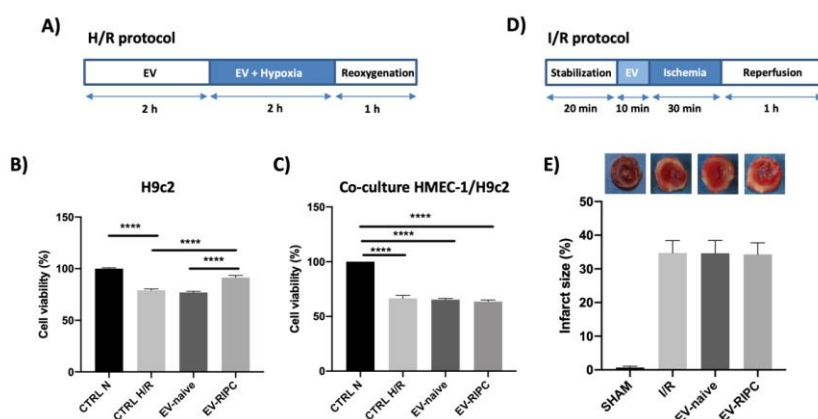 A)
H/R protocol
EV
EV + Hypoxia
Reoxygenation
2 h
2 h
1 h
D)
I/R protocol
Stabilization
EV
Ischemia
Reperfusion
20 min
10 min
30 min
1 h
B)
H9c2
Cell viability (%)
150
100
50
0
****
****
****
CTRL N
CTRL H/R
EV-naive
EV-RIPC
C)
Co-culture HMEC-1/H9c2
Cell viability (%)
150
100
50
0
****
****
****
CTRL N
CTRL H/R
EV-naive
EV-RIPC
E)
Infarct size (%)
50
40
30
20
10
0
SHAM
I/R
EV-naive
EV-RIPC